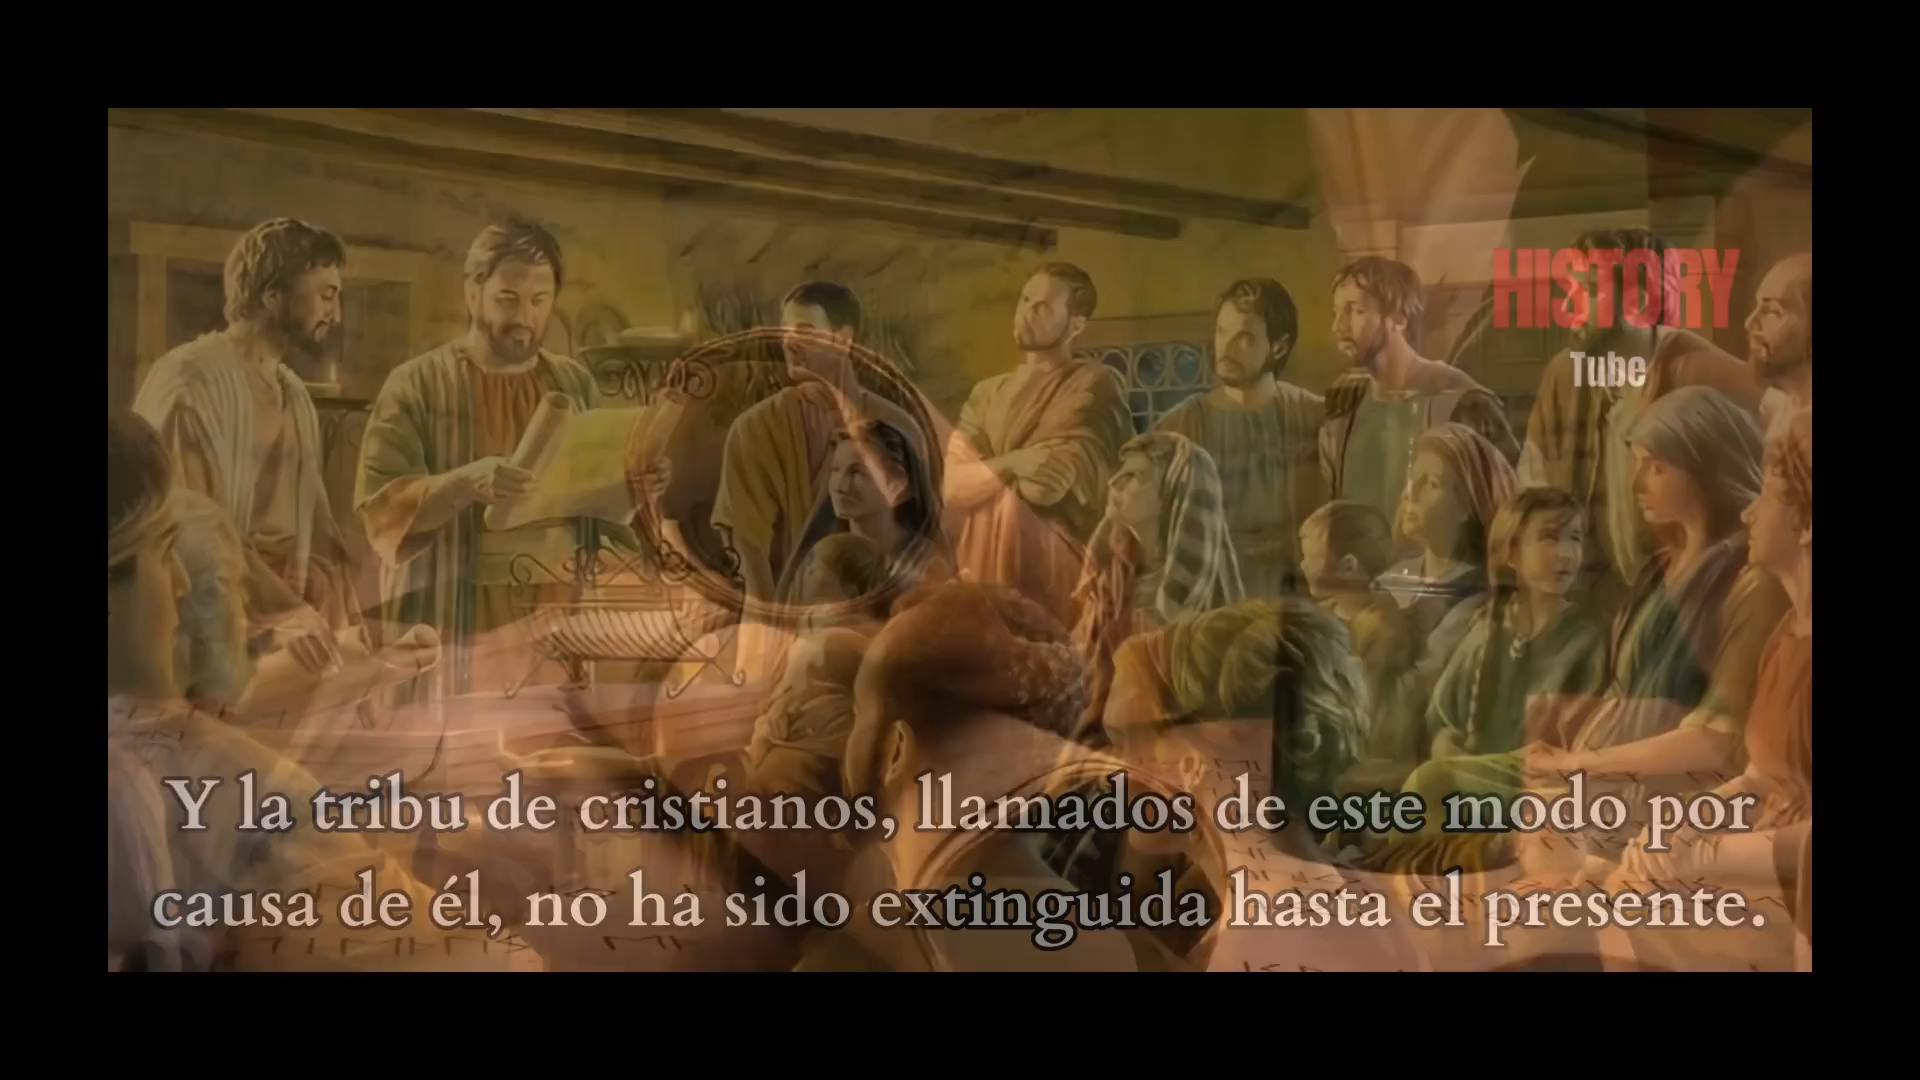 HISTORY
Tube
Y la tribu de cristianos, llamados de este modo por
causa de él, no ha sido extinguida hasta el presente.